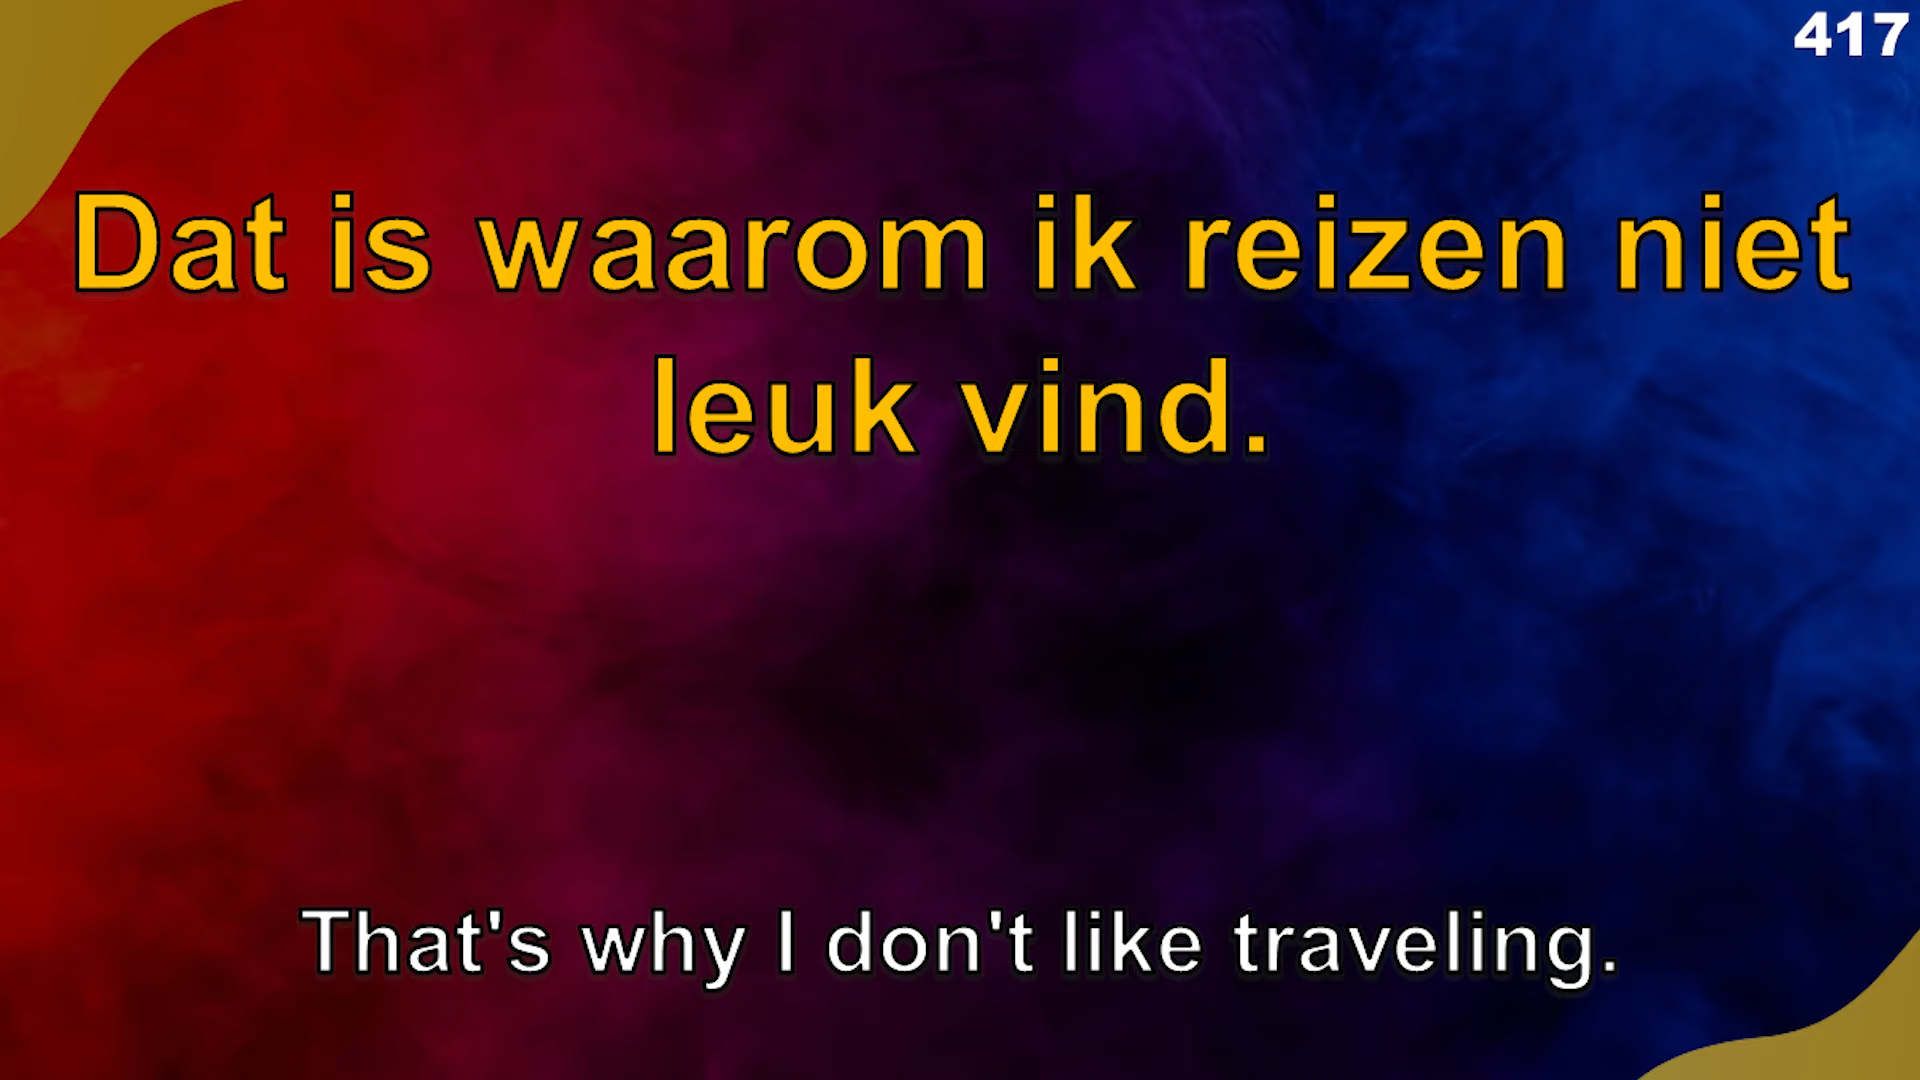 417
Dat is waarom ik reizen niet
leuk vind.
That's why I don't like traveling.